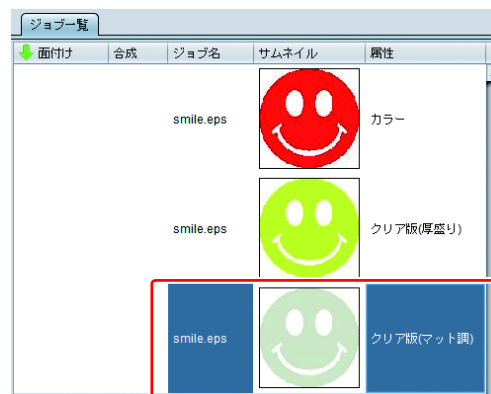 ジョブ一覧
面付け 合成 ジョブ名 サムネイル 属性
smile.eps カラー
smile.eps クリア版(厚盛り)
smile.eps クリア版(マット調)